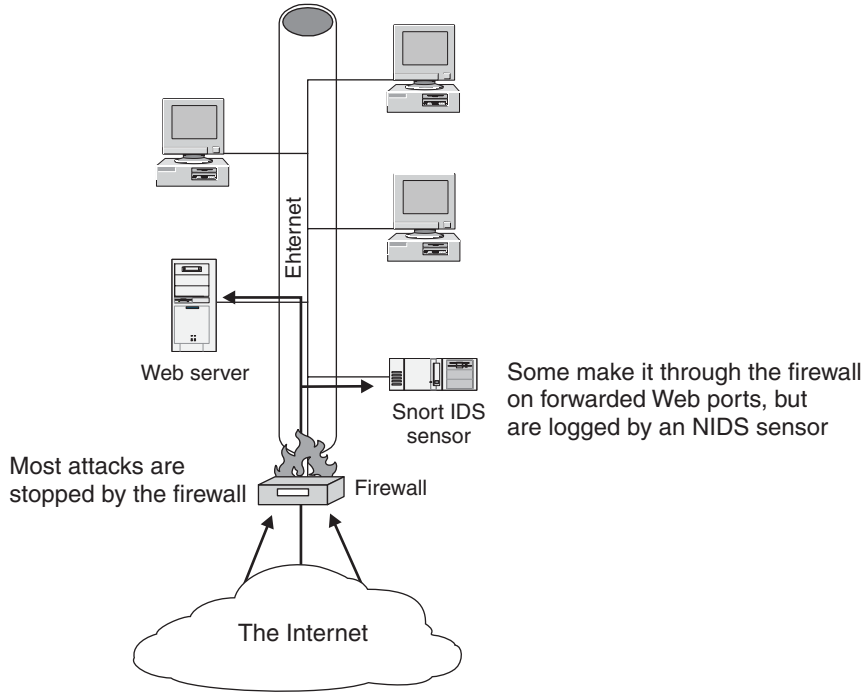 Ehternet
Web server
Snort IDS
sensor
Some make it through the firewall
on forwarded Web ports, but
are logged by an NIDS sensor
Most attacks are
stopped by the firewall
Firewall
The Internet